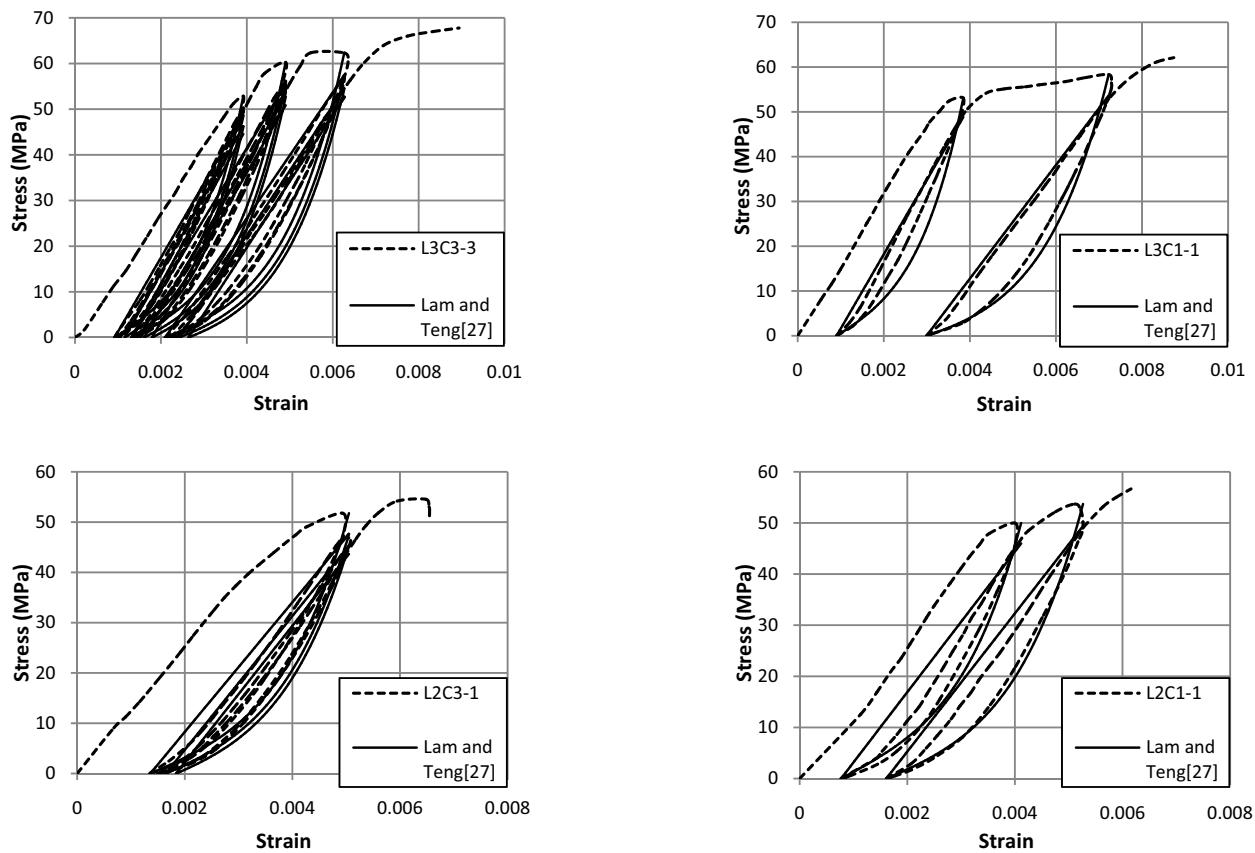 70
60
50
40
30
20
10
0
Stress (MPa)
L3C3-3
Lam and
Teng[27]
0 0.002 0.004 0.006 0.008 0.01
Strain
70
60
50
40
30
20
10
0
Stress (MPa)
L3C1-1
Lam and
Teng[27]
0 0.002 0.004 0.006 0.008 0.01
Strain
60
50
40
30
20
10
0
Stress (MPa)
L2C3-1
Lam and
Teng[27]
0 0.002 0.004 0.006 0.008
Strain
60
50
40
30
20
10
0
Stress (MPa)
L2C1-1
Lam and
Teng[27]
0 0.002 0.004 0.006 0.008
Strain